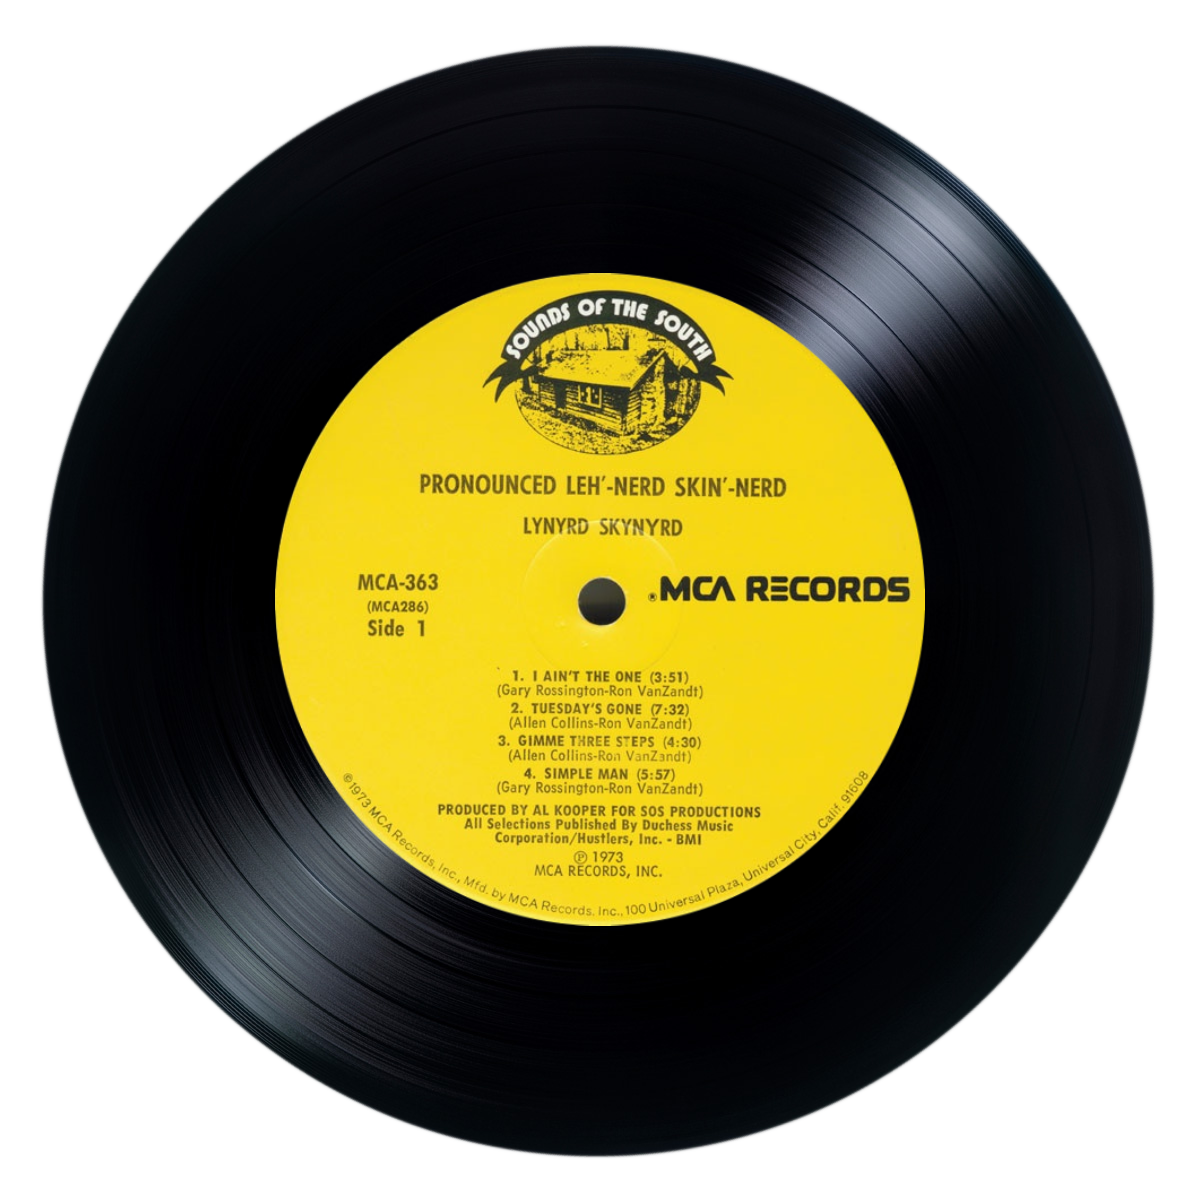 SOUNDS OF THE SOUTH
PRONOUNCED LEH'-NERD SKIN'-NERD
LYNYRD SKYNYRD
MCA-363
(MCA286)
Side 1
® MCA RECORDS
1. I AIN'T THE ONE (3:51)
(Gary Rossington-Ron VanZandt)
2. TUESDAY'S GONE (7:32)
(Allen Collins-Ron VanZandt)
3. GIMME THREE STEPS (4:30)
(Allen Collins-Ron VanZandt)
4. SIMPLE MAN (5:57)
(Gary Rossington-Ron VanZandt)
PRODUCED BY AL KOOPER FOR SOS PRODUCTIONS
All Selections Published By Duchess Music
Corporation/Hustlers, Inc. - BMI
℗ 1973
MCA RECORDS, INC.
©1973 MCA Records, Inc., Mfd. by MCA Records, Inc., 100 Universal Plaza, Universal City, Calif. 91608